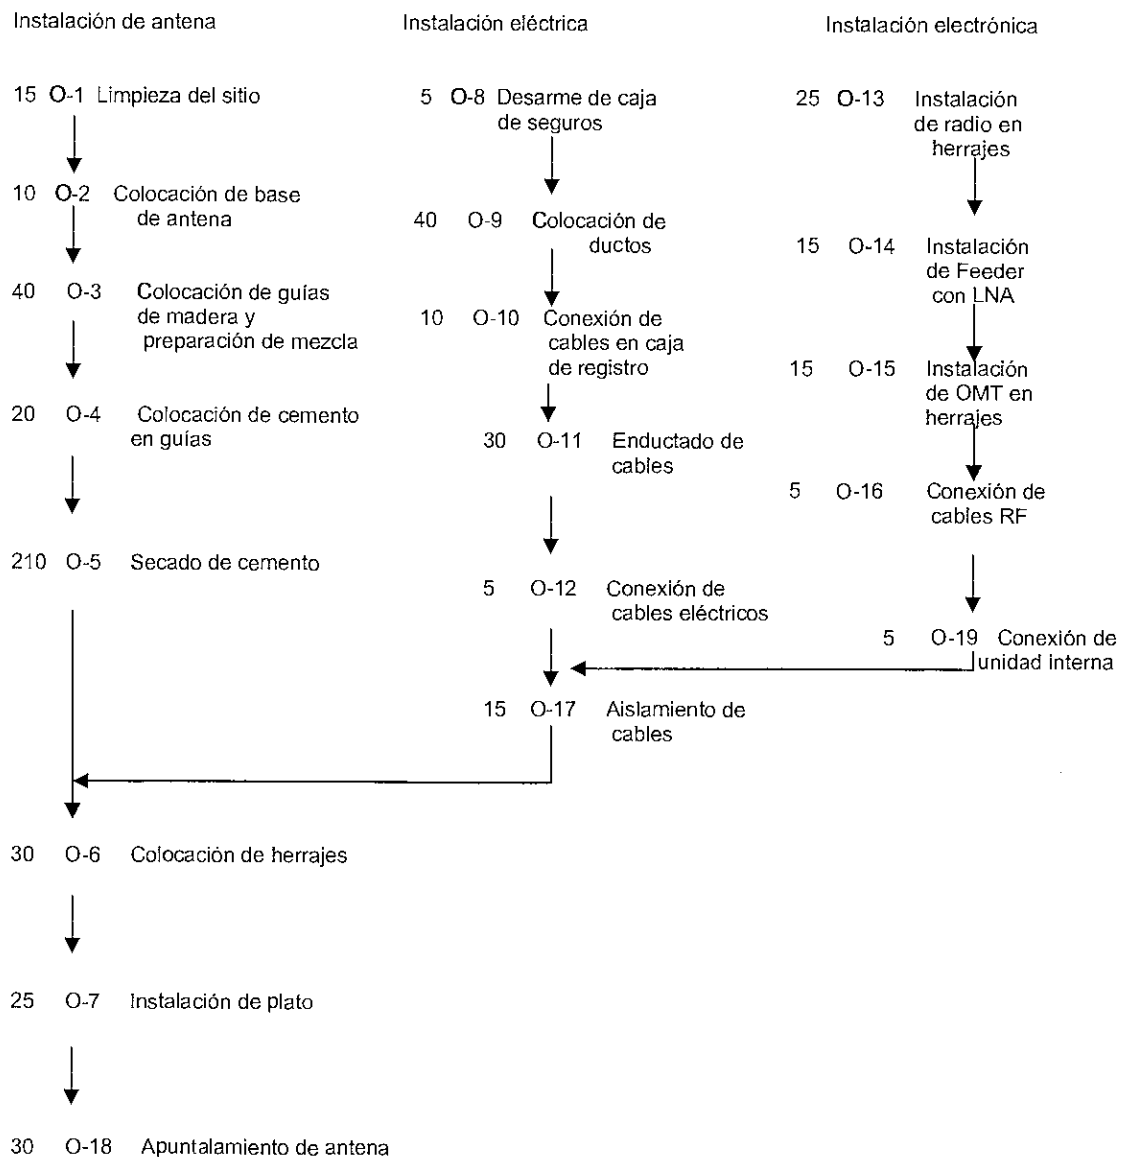 Instalación de antena
15 O-1 Limpieza del sitio
10 O-2 Colocación de base
de antena
40 O-3 Colocación de guías
de madera y
preparación de mezcla
20 O-4 Colocación de cemento
en guías
210 O-5 Secado de cemento
30 O-6 Colocación de herrajes
25 O-7 Instalación de plato
30 O-18 Apuntalamiento de antena
Instalación eléctrica
5 O-8 Desarme de caja
de seguros
40 O-9 Colocación de
ductos
10 O-10 Conexión de
cables en caja
de registro
30 O-11 Enductado de
cables
5 O-12 Conexión de
cables eléctricos
15 O-17 Aislamiento de
cables
Instalación electrónica
25 O-13 Instalación
de radio en
herrajes
15 O-14 Instalación
de Feeder
con LNA
15 O-15 Instalación
de OMT en
herrajes
5 O-16 Conexión de
cables RF
5 O-19 Conexión de
unidad interna